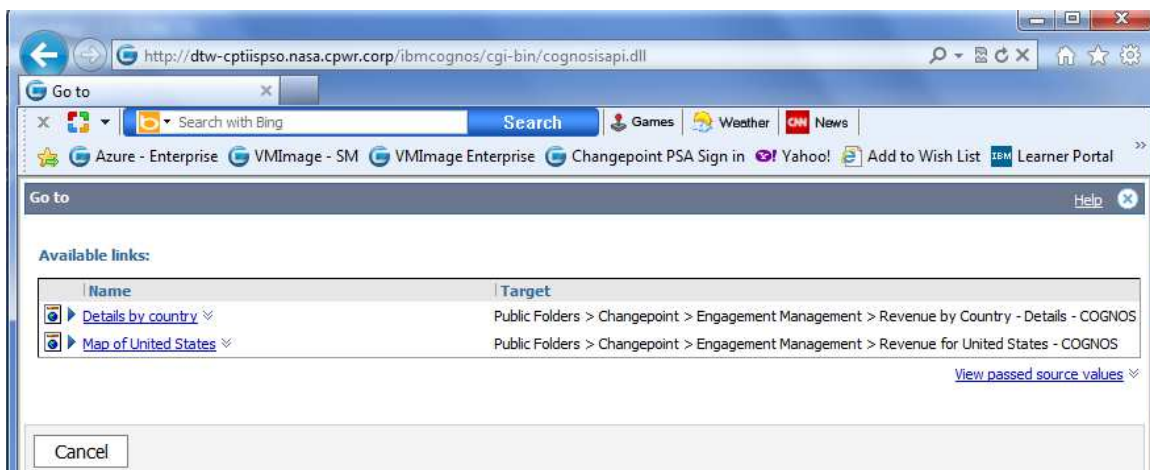 http://dtw-cptiispso.nasa.cpwr.corp/ibmcognos/cgi-bin/cognosisapi.dll
Go to
Search with Bing Search Games Weather CNN News
Azure - Enterprise VMImage - SM VMImage Enterprise Changepoint PSA Sign in Yahoo! Add to Wish List IBM Learner Portal
Go to Help
Available links:
Name Target
Details by country Public Folders > Changepoint > Engagement Management > Revenue by Country - Details - COGNOS
Map of United States Public Folders > Changepoint > Engagement Management > Revenue for United States - COGNOS
View passed source values
Cancel